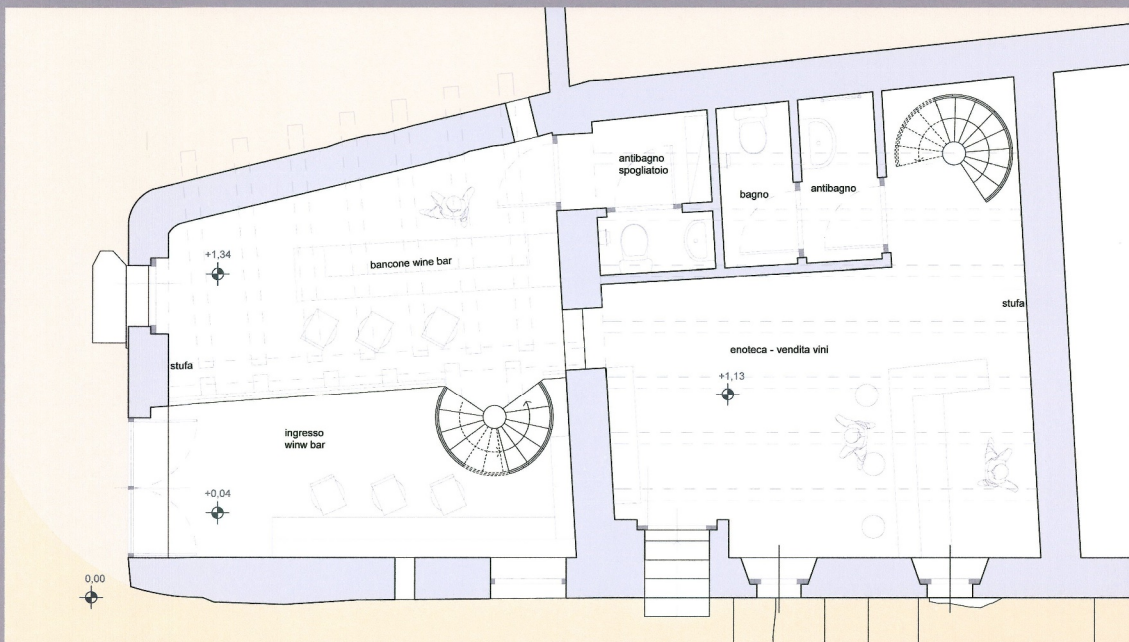 antibagno
spogliatoio
bagno
antibagno
+1,34
bancone wine bar
stufa
stufa
enoteca - vendita vini
+1,13
ingresso
winw bar
+0,04
0,00